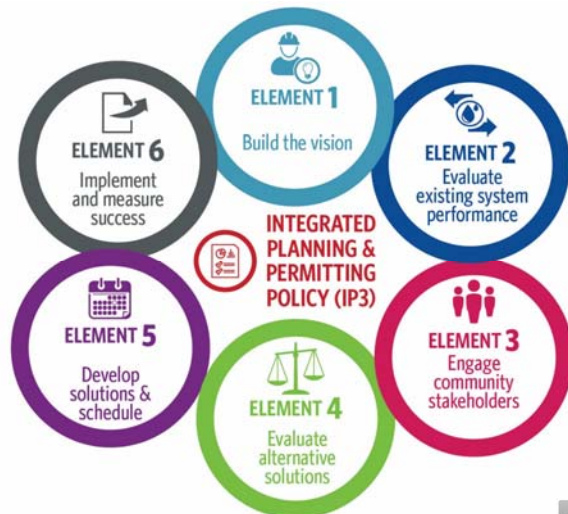 ELEMENT 1
Build the vision
ELEMENT 2
Evaluate
existing system
performance
ELEMENT 3
Engage
community
stakeholders
ELEMENT 4
Evaluate
alternative
solutions
ELEMENT 5
Develop
solutions &
schedule
ELEMENT 6
Implement
and measure
success
INTEGRATED
PLANNING &
PERMITTING
POLICY (IP3)